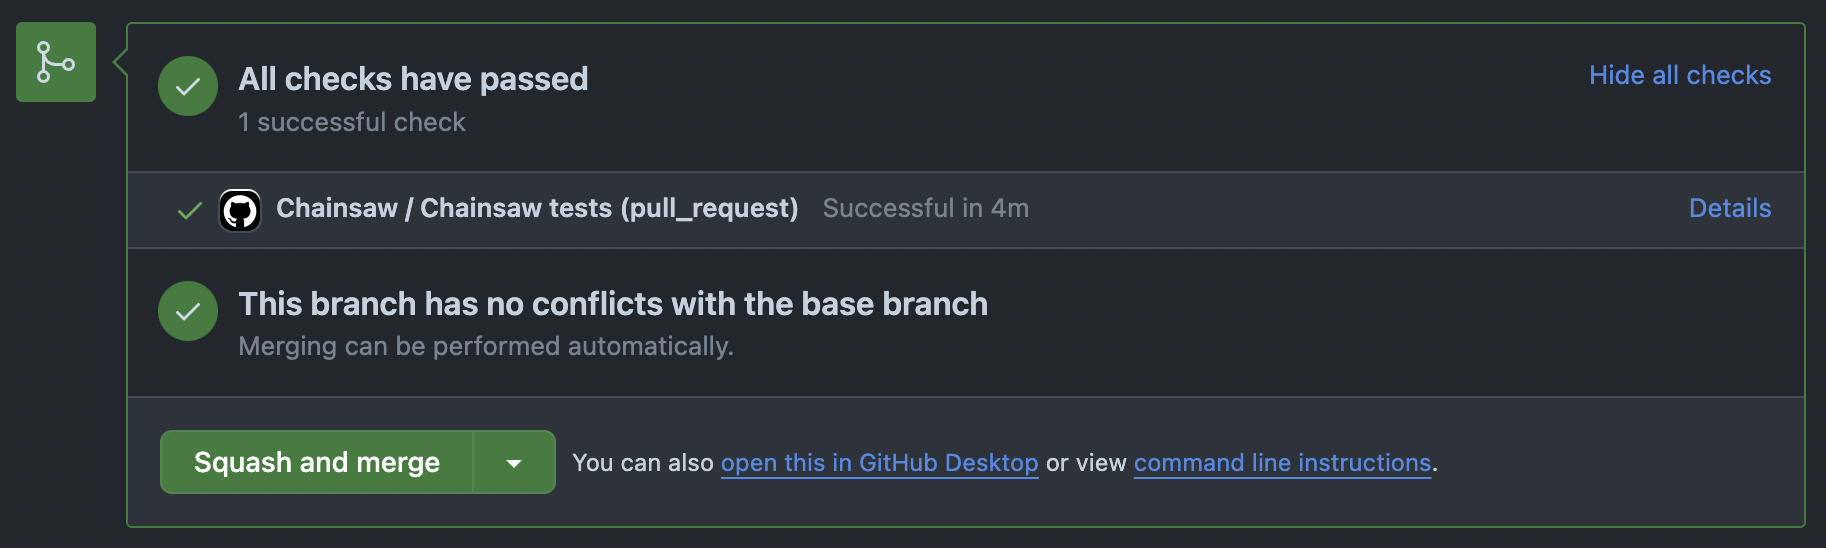 All checks have passed
Hide all checks
1 successful check
Chainsaw / Chainsaw tests (pull_request) Successful in 4m
Details
This branch has no conflicts with the base branch
Merging can be performed automatically.
Squash and merge
You can also open this in GitHub Desktop or view command line instructions.